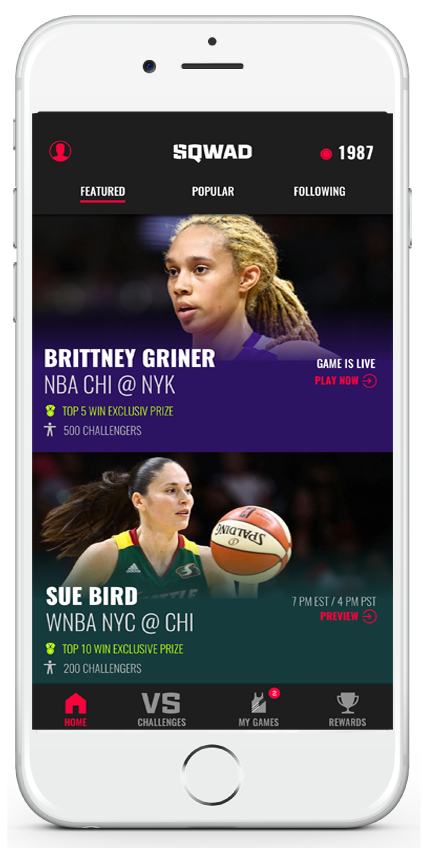 SQWAD
1987
FEATURED
POPULAR
FOLLOWING
BRITTNEY GRINER
NBA CHI @ NYK
GAME IS LIVE
PLAY NOW
TOP 5 WIN EXCLUSIV PRIZE
500 CHALLENGERS
SPALDING
SUE BIRD
WNBA NYC @ CHI
7 PM EST / 4 PM PST
PREVIEW
TOP 10 WIN EXCLUSIVE PRIZE
200 CHALLENGERS
VS
2
HOME
CHALLENGES
MY GAMES
REWARDS